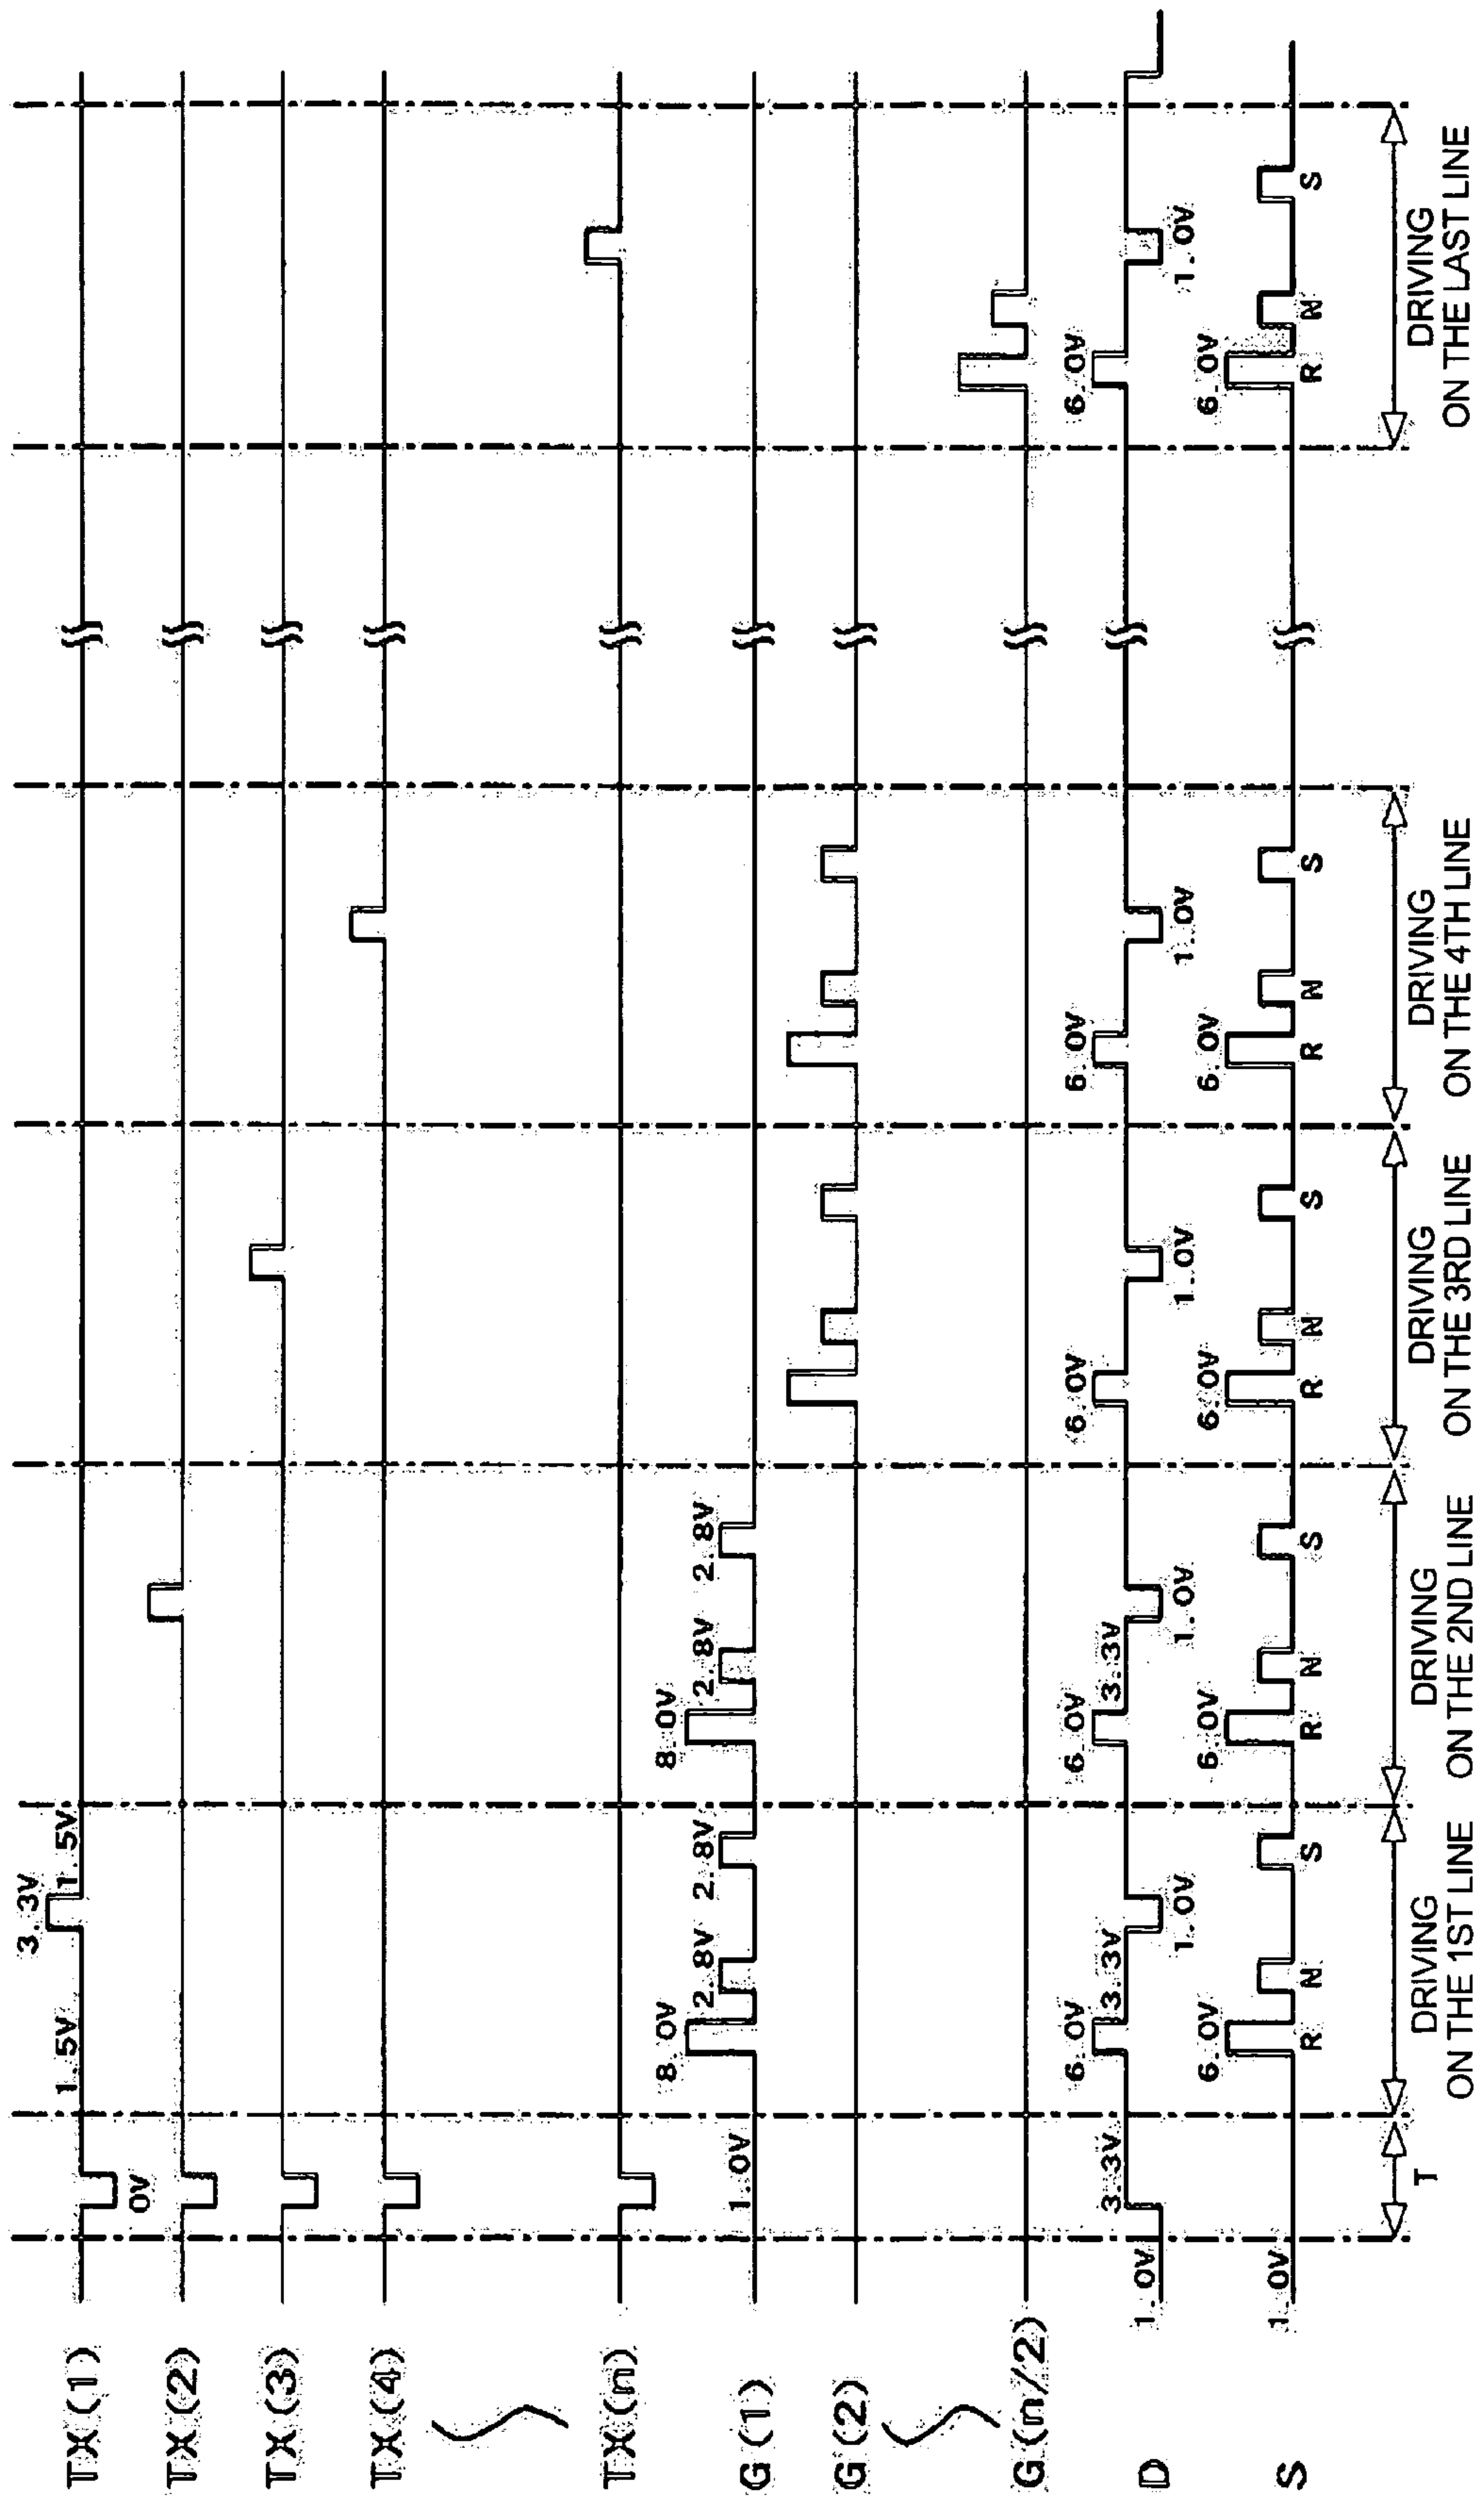 TX(1)
1.5V
3.3V
1.5V
0V
TX(2)
TX(3)
TX(4)
TX(n)
G(1)
1.0V
8.0V
2.8V
2.8V
8.0V
2.8V
2.8V
G(2)
G(n/2)
D
1.0V
3.3V
6.0V
3.3V
1.0V
6.0V
3.3V
1.0V
6.0V
1.0V
6.0V
1.0V
6.0V
1.0V
S
1.0V
6.0V
6.0V
6.0V
6.0V
6.0V
R N S
R N S
R N S
R N S
R N S
T
DRIVING
ON THE 1ST LINE
DRIVING
ON THE 2ND LINE
DRIVING
ON THE 3RD LINE
DRIVING
ON THE 4TH LINE
DRIVING
ON THE LAST LINE